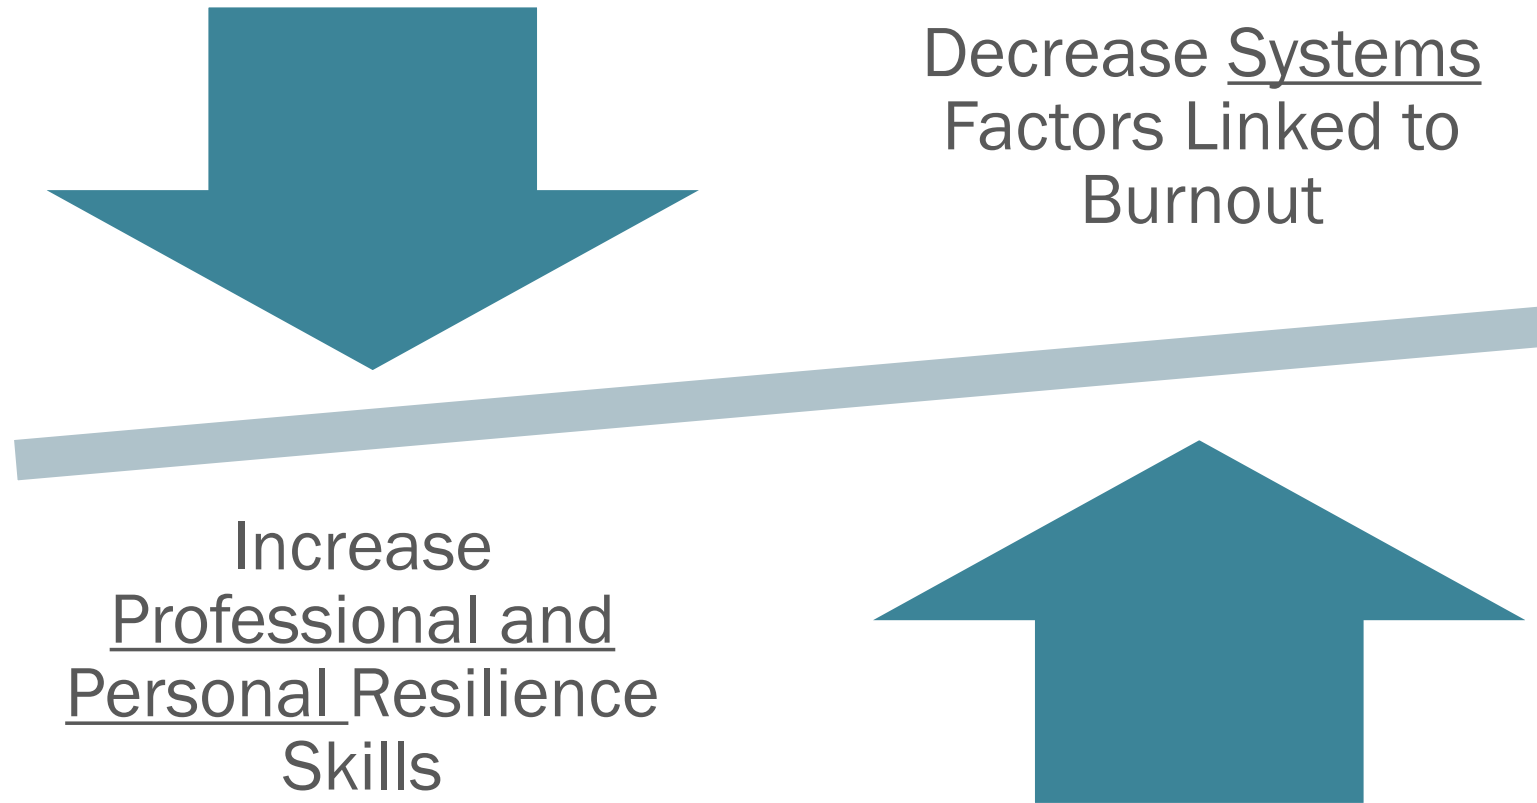 Decrease Systems
Factors Linked to
Burnout
Increase
Professional and
Personal Resilience
Skills